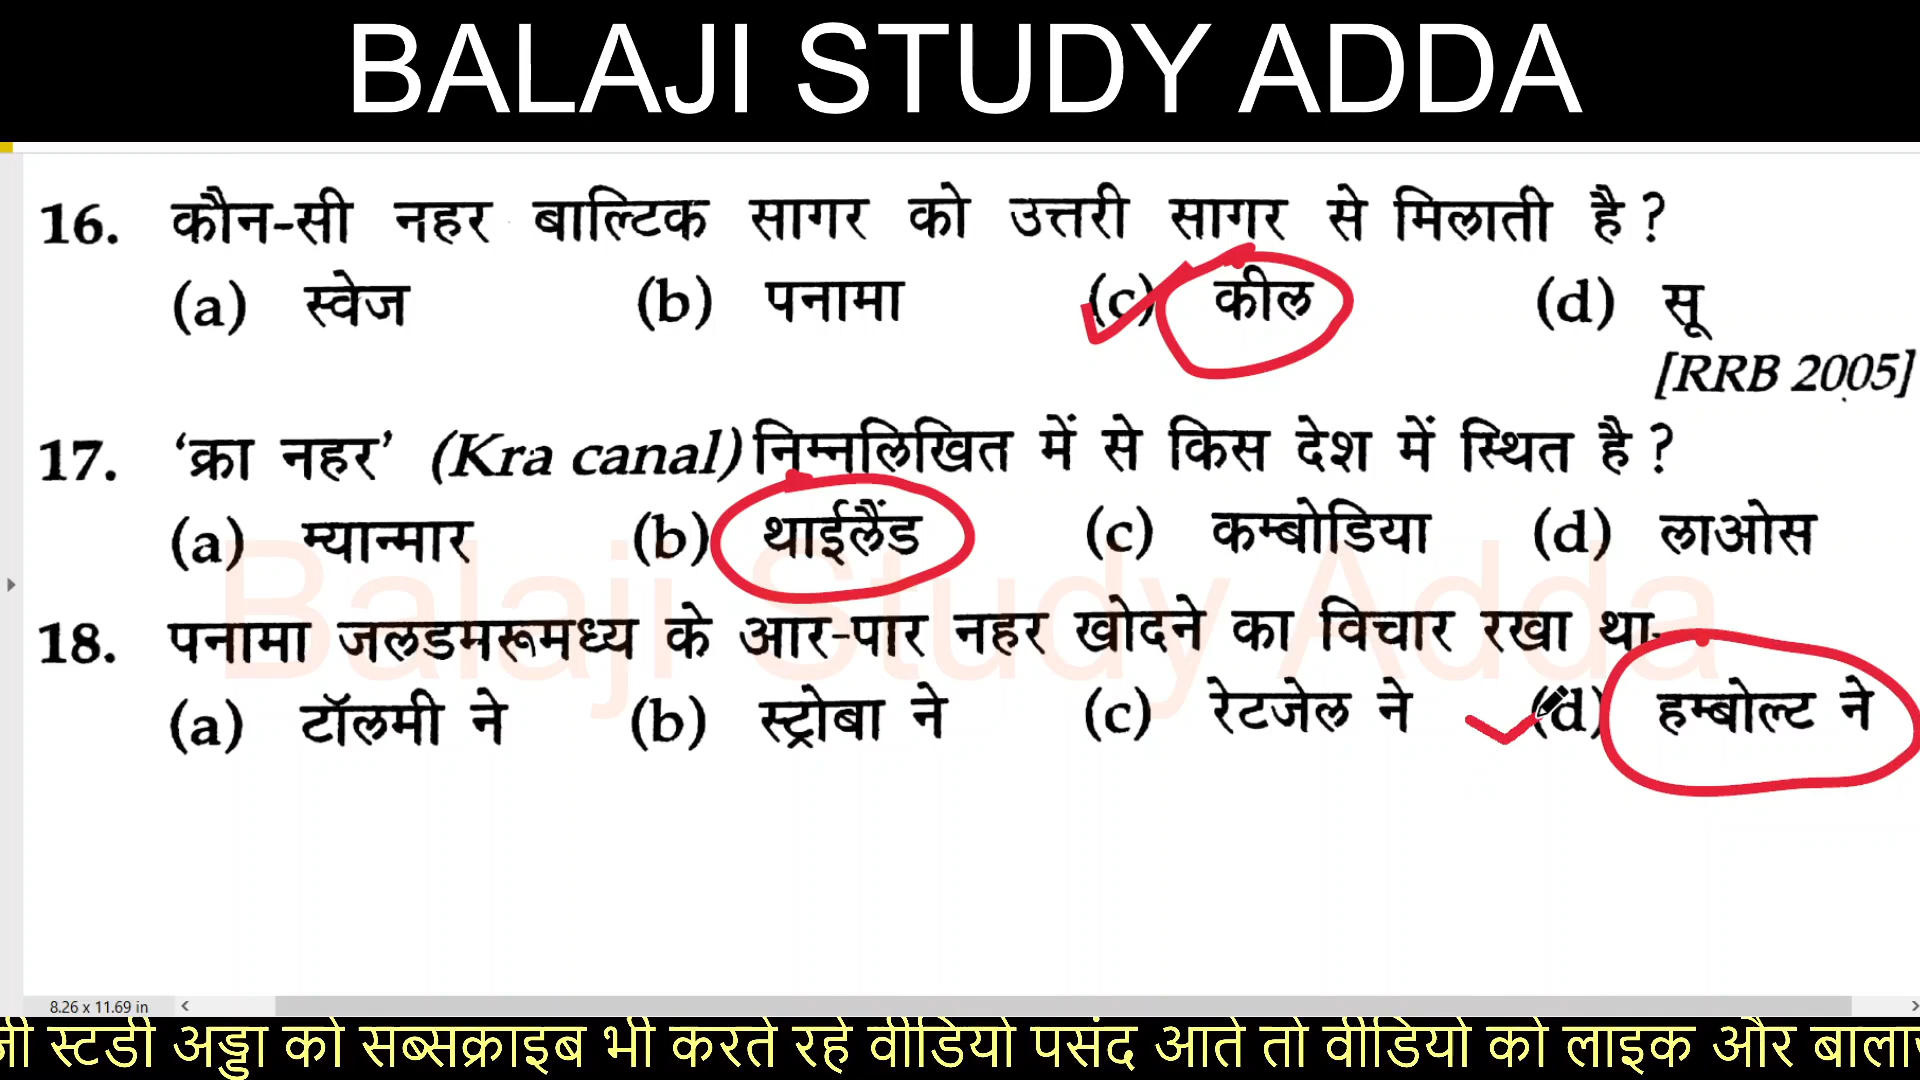 BALAJI STUDY ADDA
16. कौन-सी नहर बाल्टिक सागर को उत्तरी सागर से मिलाती है ?
(a) स्वेज (b) पनामा (c) कील (d) सू
[RRB 2005]
17. ‘क्रा नहर’ (Kra canal) निम्नलिखित में से किस देश में स्थित है ?
(a) म्यान्मार (b) थाईलैंड (c) कम्बोडिया (d) लाओस
Balaji Study Adda
18. पनामा जलडमरूमध्य के आर-पार नहर खोदने का विचार रखा था-
(a) टॉलमी ने (b) स्ट्रोबा ने (c) रेटजेल ने (d) हम्बोल्ट ने
8.26 x 11.69 in
स्टडी अड्डा को सब्सक्राइब भी करते रहे वीडियो पसंद आते तो वीडियो को लाइक और